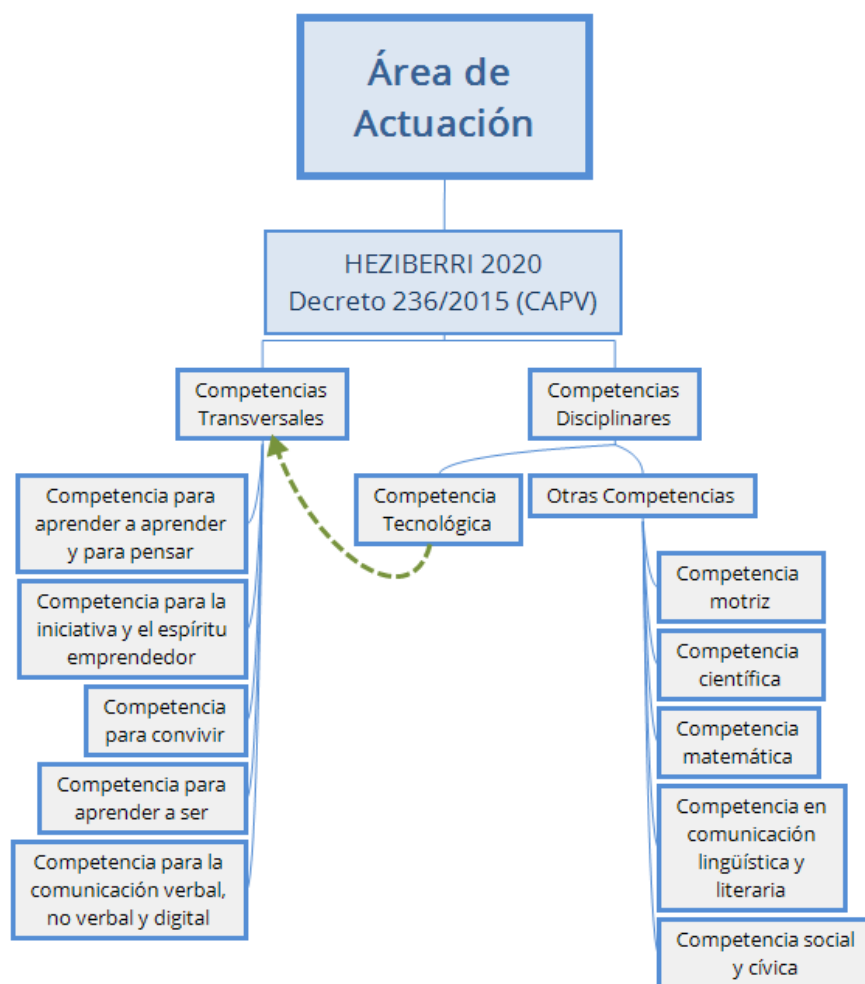 Área de
Actuación
HEZIBERRI 2020
Decreto 236/2015 (CAPV)
Competencias
Transversales
Competencias
Disciplinares
Competencia para
aprender a aprender
y para pensar
Competencia para la
iniciativa y el espíritu
emprendedor
Competencia
para convivir
Competencia para
aprender a ser
Competencia para la
comunicación verbal,
no verbal y digital
Competencia
Tecnológica
Otras Competencias
Competencia
motriz
Competencia
científica
Competencia
matemática
Competencia en
comunicación
lingüística y
literaria
Competencia social
y cívica